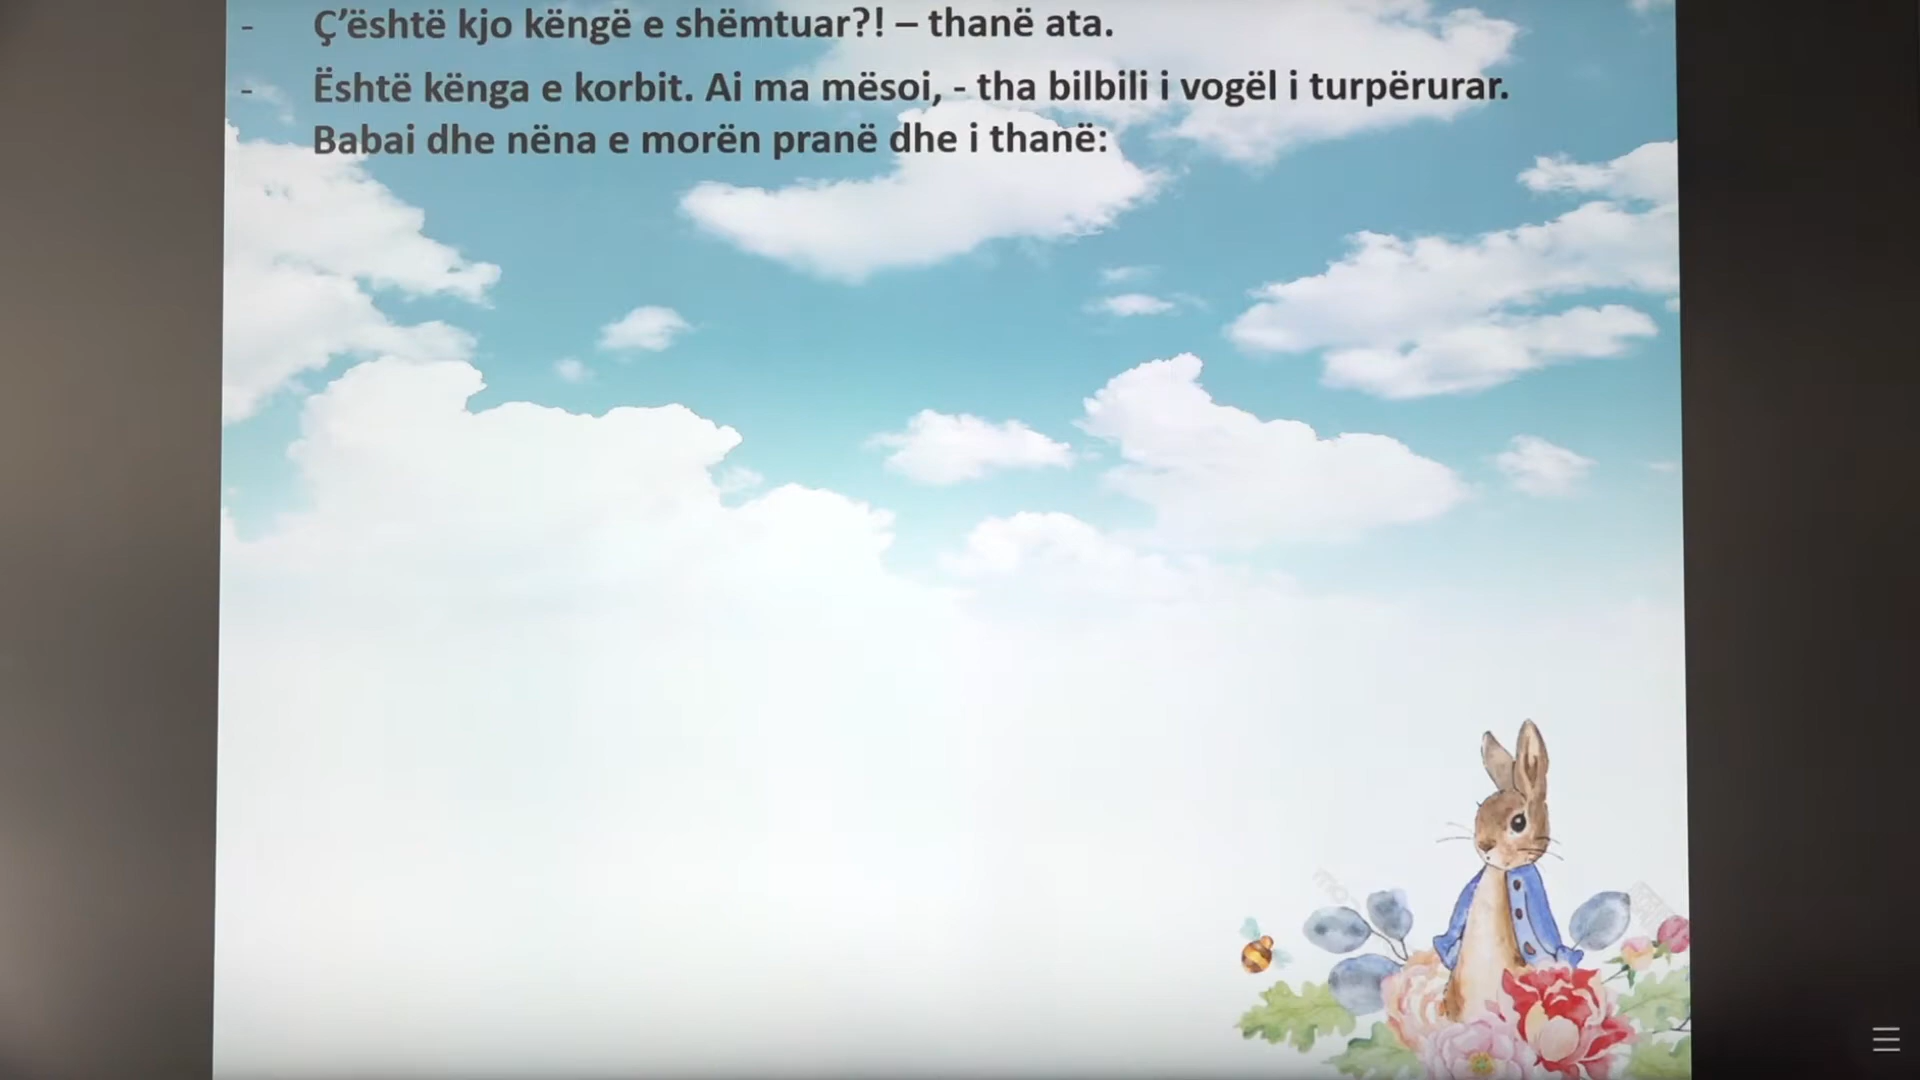 - Ç’është kjo këngë e shëmtuar?! – thanë ata.
- Është kënga e korbit. Ai ma mësoi, - tha bilbili i vogël i turpërurar.
Babai dhe nëna e morën pranë dhe i thanë: